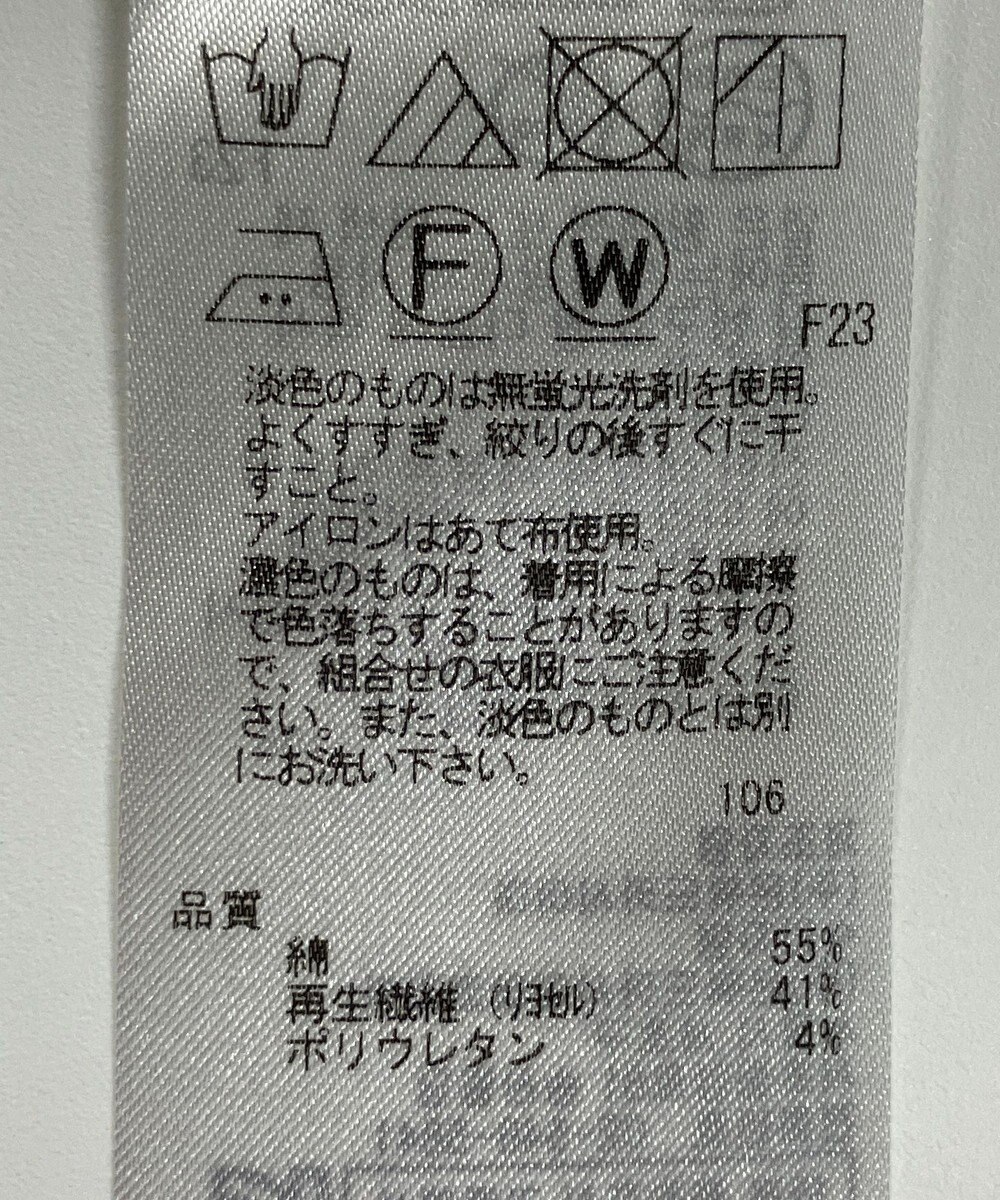 F
W
F23
淡色のものは無蛍光洗剤を使用。
よくすすぎ、絞りの後すぐに干
すこと。
アイロンはあて布使用。
濃色のものは、着用による摩擦
で色落ちすることがありますの
で、組合せの衣服にご注意くだ
さい。また、淡色のものとは別
にお洗い下さい。
106
品質
綿 55%
再生繊維 (リヨセル) 41%
ポリウレタン 4%